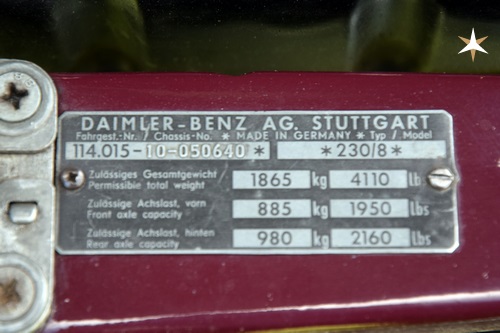 DAIMLER-BENZ AG. STUTTGART
Fahrgest.-Nr. / Chassis-No. * MADE IN GERMANY * Typ / Model
114.015-10-050640* *230/8*
Zulässiges Gesamtgewicht
Permissible total weight 1865 kg 4110 lb
Zulässige Achslast, vorn
Front axle capacity 885 kg 1950 lbs
Zulässige Achslast, hinten
Rear axle capacity 980 kg 2160 lbs